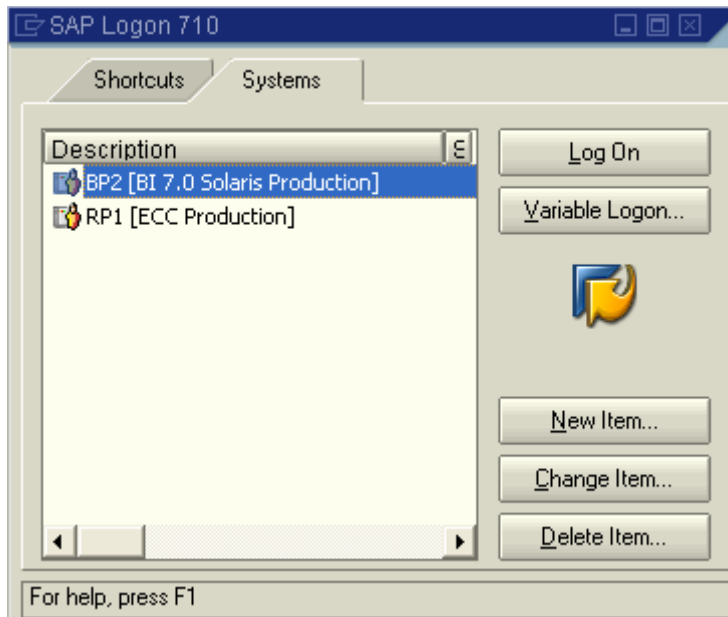 SAP Logon 710
Shortcuts Systems
Description
BP2 [BI 7.0 Solaris Production]
RP1 [ECC Production]
Log On
Variable Logon...
New Item...
Change Item...
Delete Item...
For help, press F1